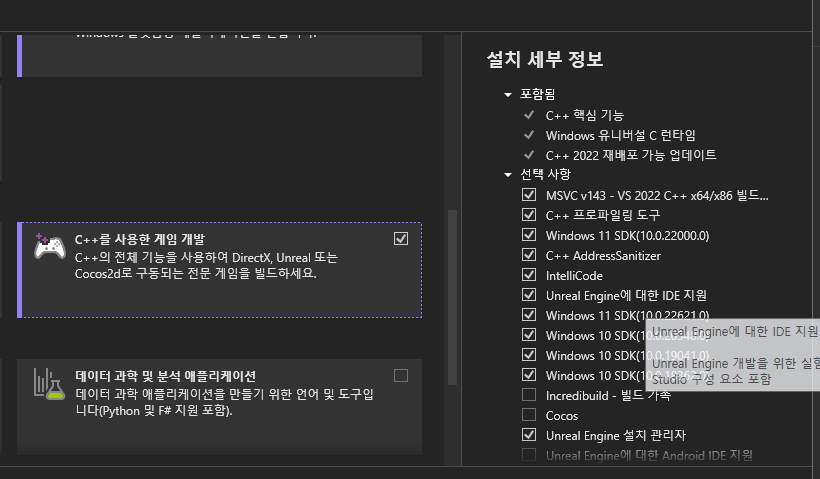 설치 세부 정보
포함됨
C++ 핵심 기능
Windows 유니버설 C 런타임
C++ 2022 재배포 가능 업데이트
선택 사항
MSVC v143 - VS 2022 C++ x64/x86 빌드...
C++ 프로파일링 도구
Windows 11 SDK(10.0.22000.0)
C++ AddressSanitizer
IntelliCode
Unreal Engine에 대한 IDE 지원
Windows 11 SDK(10.0.22621.0)
Windows 10 SDK(10.0.20348.0)
Windows 10 SDK(10.0.19041.0)
Windows 10 SDK
Incredibuild - 빌드 가속
Cocos
Unreal Engine 설치 관리자
Unreal Engine에 대한 Android IDE 지원
Unreal Engine에 대한 IDE 지원
Unreal Engine 개발을 위한 실험
Studio 구성 요소 포함
C++를 사용한 게임 개발
C++의 전체 기능을 사용하여 DirectX, Unreal 또는
Cocos2d로 구동되는 전문 게임을 빌드하세요.
데이터 과학 및 분석 애플리케이션
데이터 과학 애플리케이션을 만들기 위한 언어 및 도구입
니다(Python 및 F# 지원 포함).